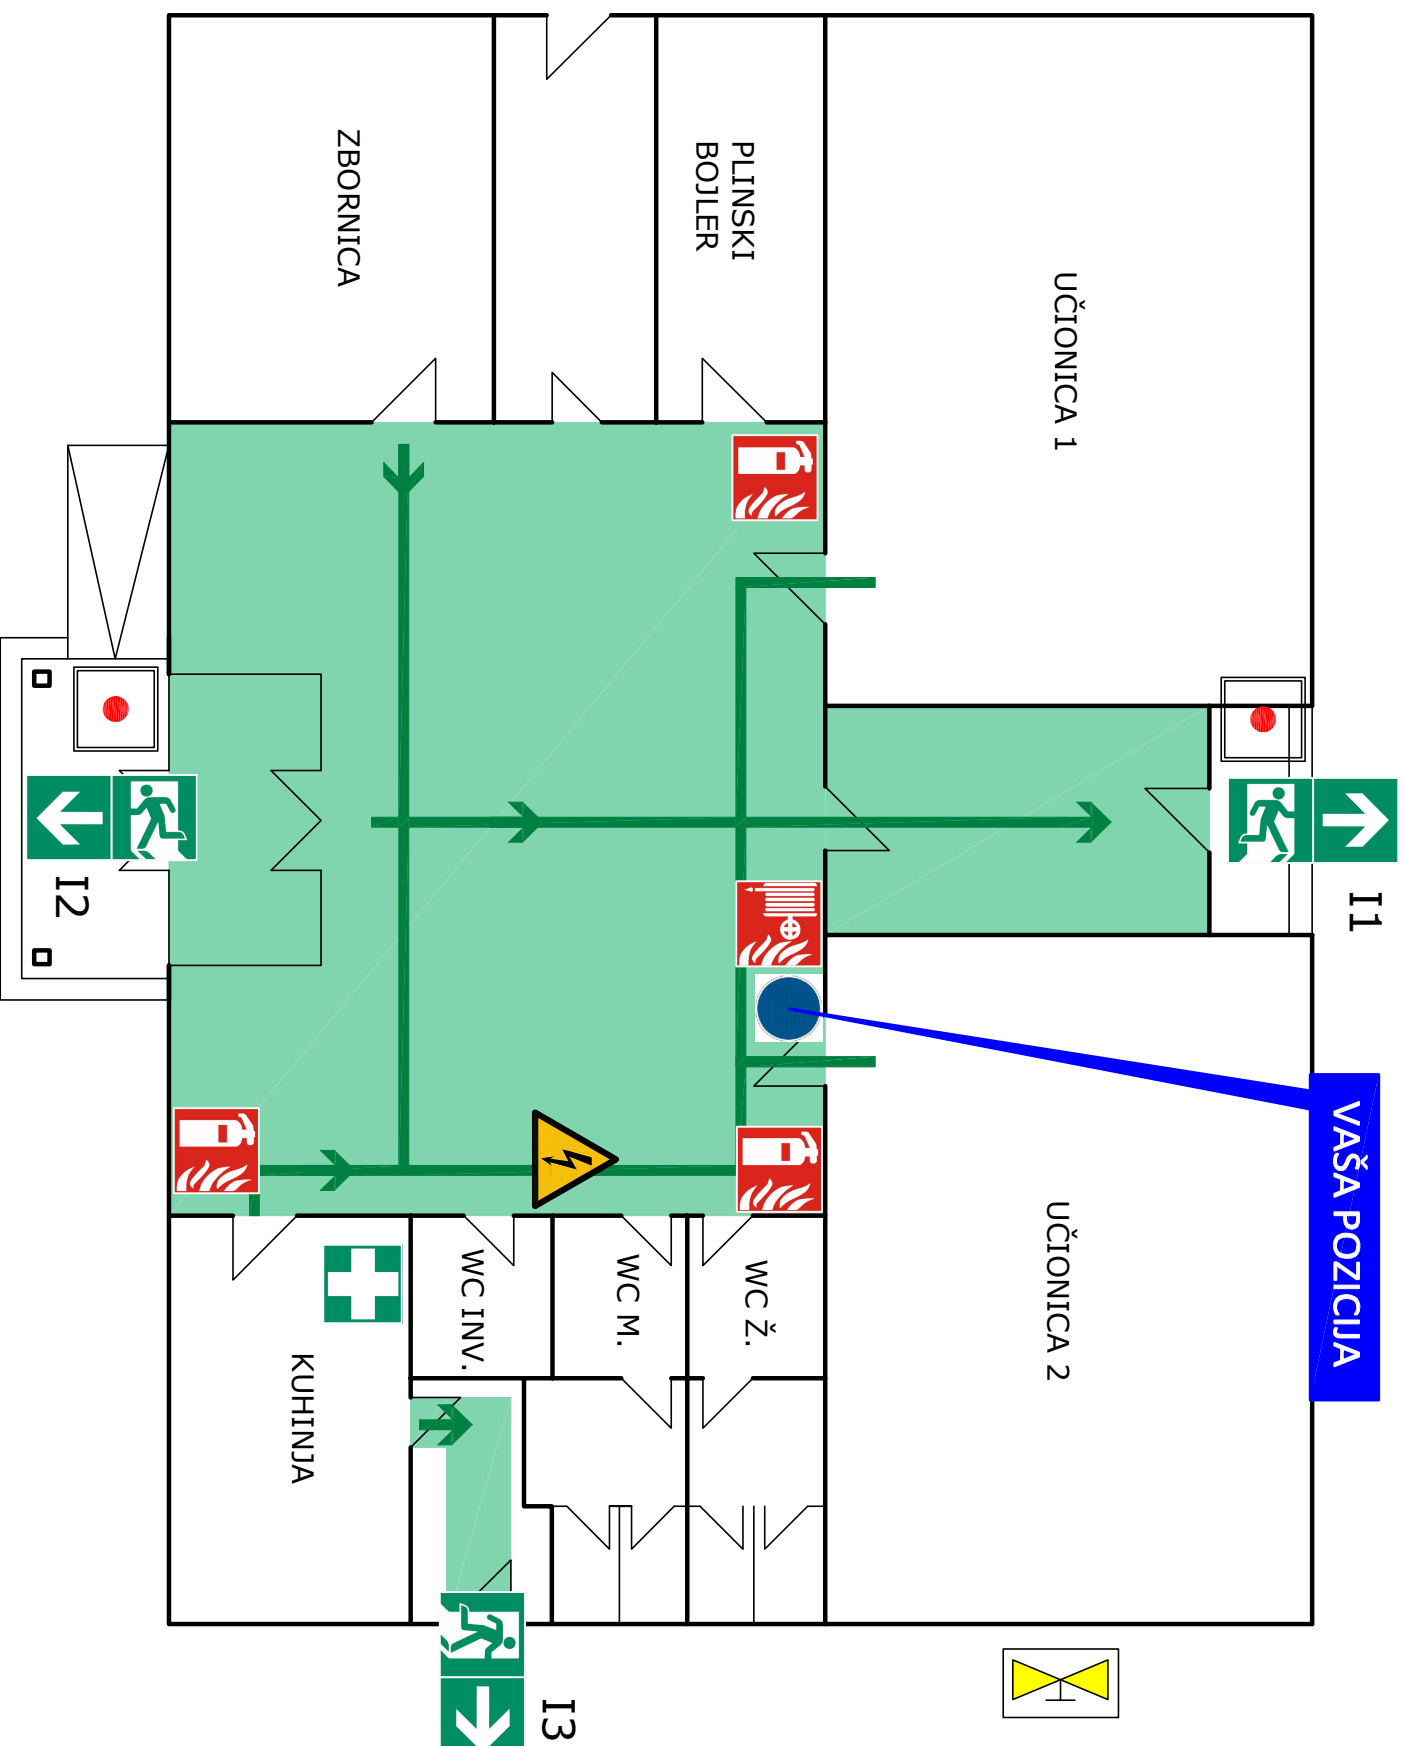 I1
VAŠA POZICIJA
UČIONICA 1
UČIONICA 2
PLINSKI
BOJLER
WC Ž.
WC M.
I3
WC INV.
ZBORNICA
KUHINJA
I2